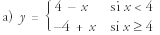 a) y = { 4 − x si x < 4
−4 + x si x ≥ 4